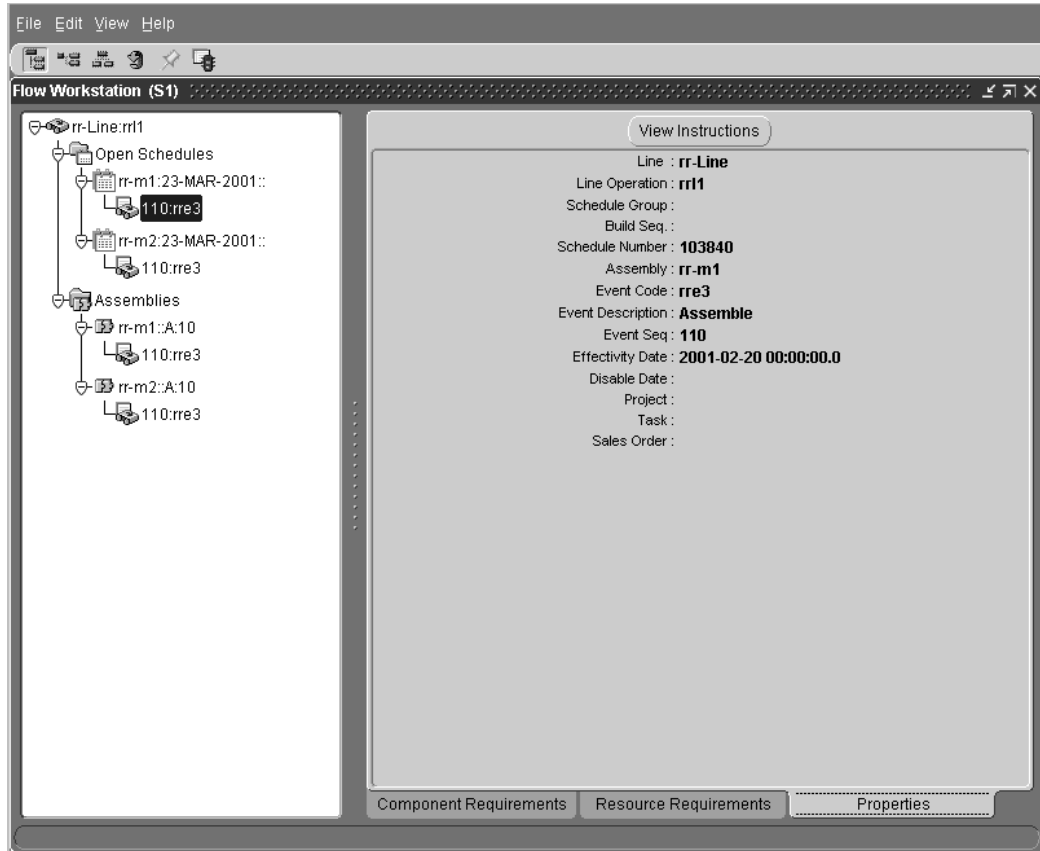 File Edit View Help
Flow Workstation (S1)
rr-Line:rrl1
Open Schedules
rr-m1:23-MAR-2001::
110:rre3
rr-m2:23-MAR-2001::
110:rre3
Assemblies
rr-m1::A:10
110:rre3
rr-m2::A:10
110:rre3
View Instructions
Line : rr-Line
Line Operation : rrl1
Schedule Group :
Build Seq. :
Schedule Number : 103840
Assembly : rr-m1
Event Code : rre3
Event Description : Assemble
Event Seq : 110
Effectivity Date : 2001-02-20 00:00:00.0
Disable Date :
Project :
Task :
Sales Order :
Component Requirements Resource Requirements Properties